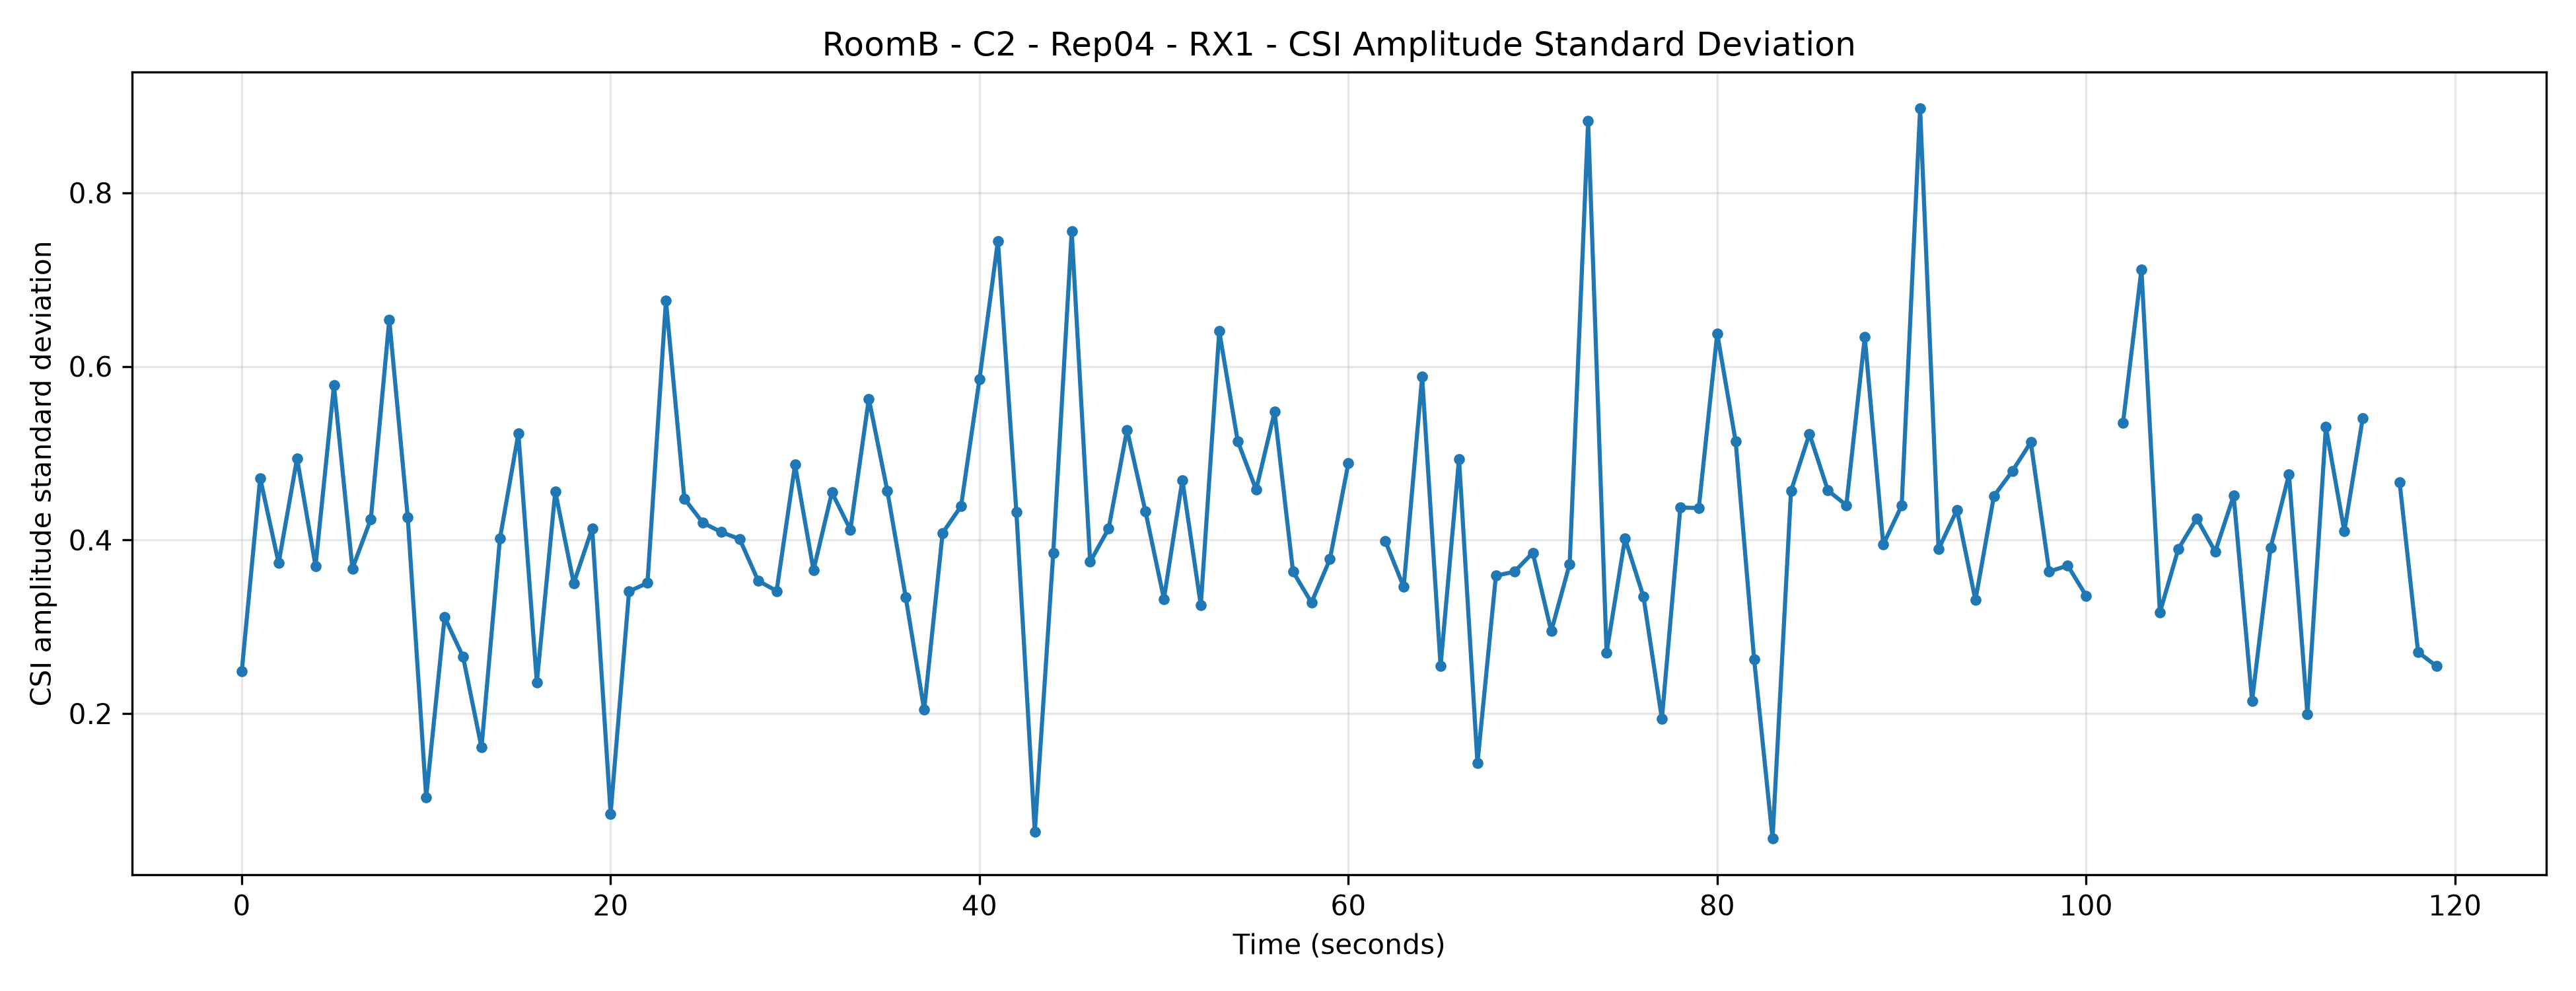 RoomB - C2 - Rep04 - RX1 - CSI Amplitude Standard Deviation
CSI amplitude standard deviation
0.8
0.6
0.4
0.2
0 20 40 60 80 100 120
Time (seconds)